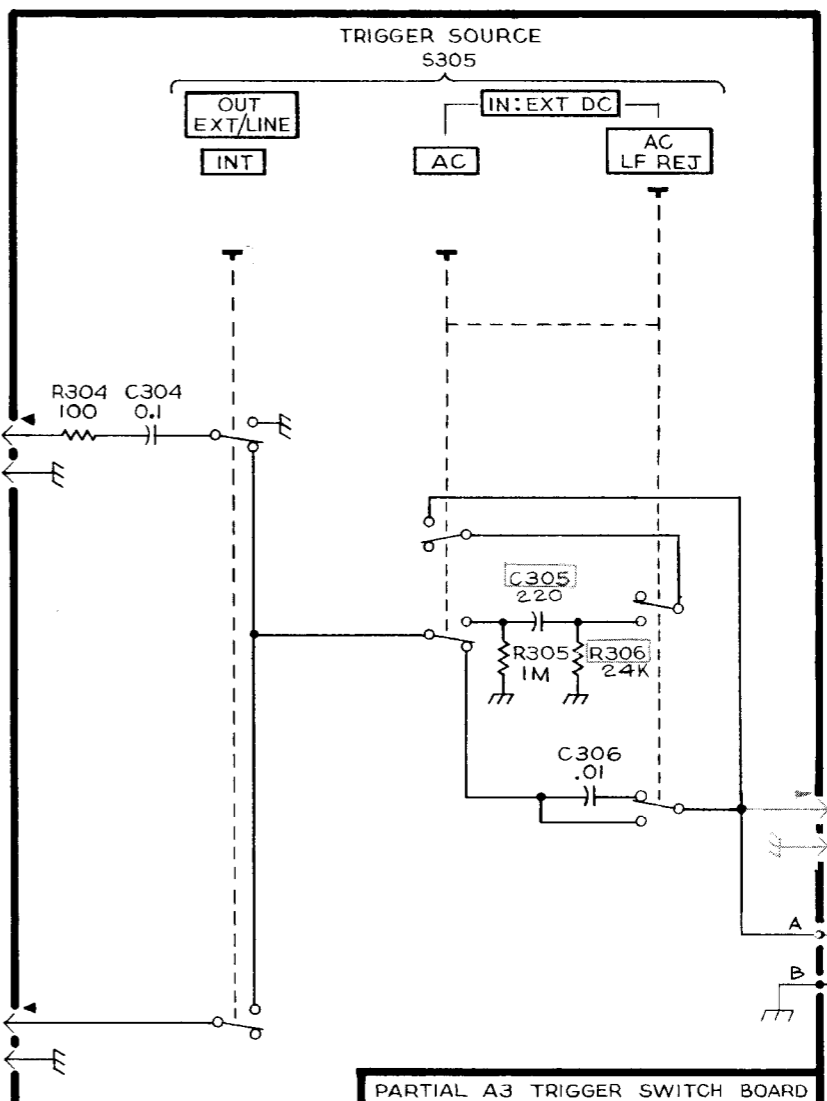 TRIGGER SOURCE
S305
OUT
EXT/LINE
INT
IN: EXT DC
AC
AC
LF REJ
R304
100
C304
0.1
C305
220
R305
1M
R306
24K
C306
.01
A
B
PARTIAL A3 TRIGGER SWITCH BOARD